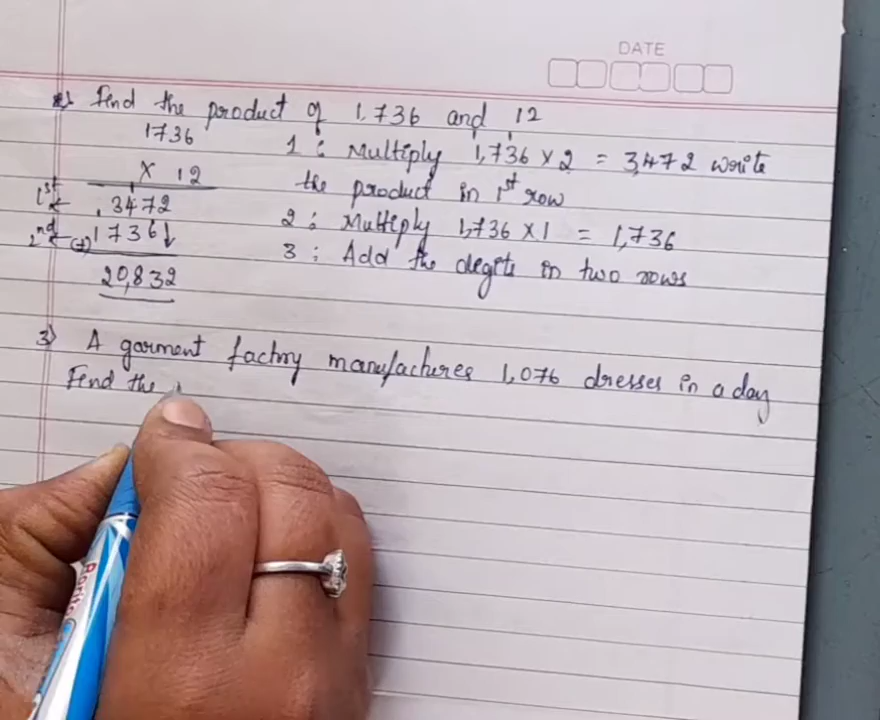 DATE
2) Find the product of 1,736 and 12
1736
× 12
1st ← 3472
2nd ← (+) 1736↓
20,832
1 : Multiply 1,736 × 2 = 3,472 write
the product in 1st row
2 : Multiply 1,736 × 1 = 1,736
3 : Add the degits in two rows
3) A garment factory manufactures 1,076 dresses in a day
Find the